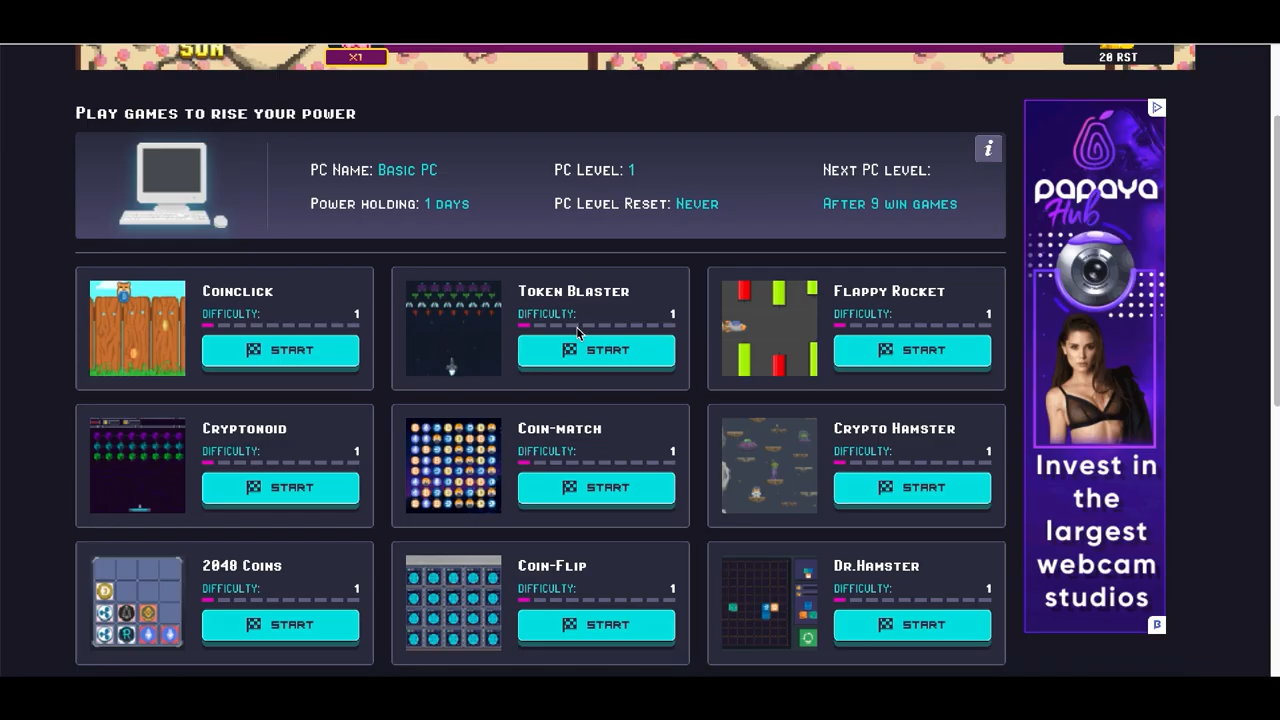 SUN
X1
20 RST
PLAY GAMES TO RISE YOUR POWER
i
PC NAME: BASIC PC
PC LEVEL: 1
NEXT PC LEVEL:
POWER HOLDING: 1 DAYS
PC LEVEL RESET: NEVER
AFTER 9 WIN GAMES
COINCLICK
DIFFICULTY: 1
START
TOKEN BLASTER
DIFFICULTY: 1
START
FLAPPY ROCKET
DIFFICULTY: 1
START
CRYPTONOID
DIFFICULTY: 1
START
COIN-MATCH
DIFFICULTY: 1
START
CRYPTO HAMSTER
DIFFICULTY: 1
START
2048 COINS
DIFFICULTY: 1
START
COIN-FLIP
DIFFICULTY: 1
START
DR.HAMSTER
DIFFICULTY: 1
START
papaya
Hub
Invest in
the
largest
webcam
studios
B